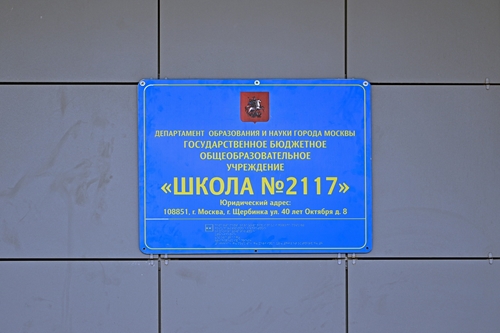 ДЕПАРТАМЕНТ ОБРАЗОВАНИЯ И НАУКИ ГОРОДА МОСКВЫ
ГОСУДАРСТВЕННОЕ БЮДЖЕТНОЕ
ОБЩЕОБРАЗОВАТЕЛЬНОЕ
УЧРЕЖДЕНИЕ
«ШКОЛА №2117»
Юридический адрес:
108851, г. Москва, г. Щербинка ул. 40 лет Октября д. 8